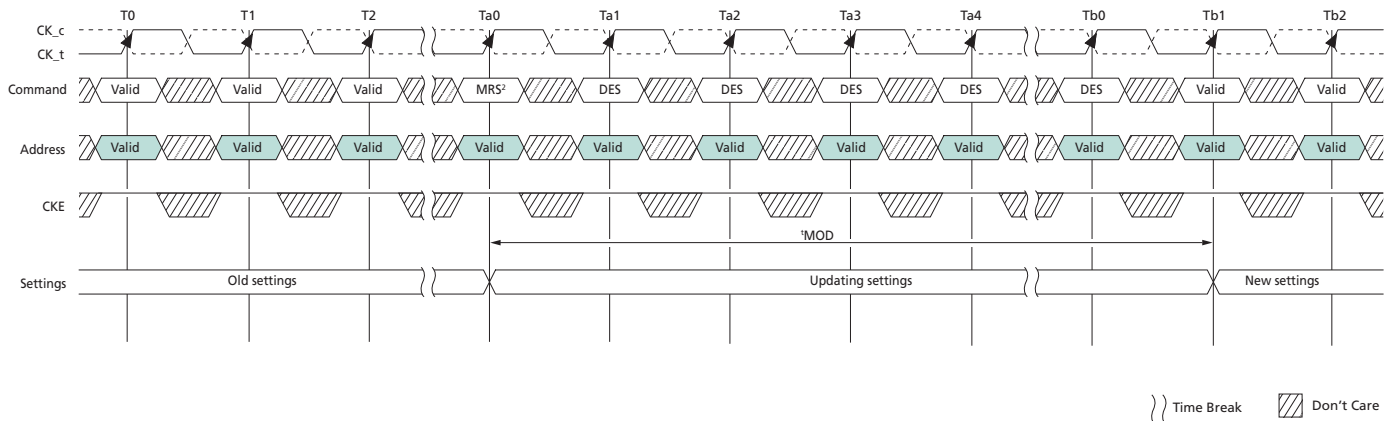 T0 T1 T2 Ta0 Ta1 Ta2 Ta3 Ta4 Tb0 Tb1 Tb2
CK_c
CK_t
Command Valid Valid Valid MRS² DES DES DES DES DES Valid Valid
Address Valid Valid Valid Valid Valid Valid Valid Valid Valid Valid Valid
CKE
ᵗMOD
Settings Old settings Updating settings New settings
Time Break Don't Care